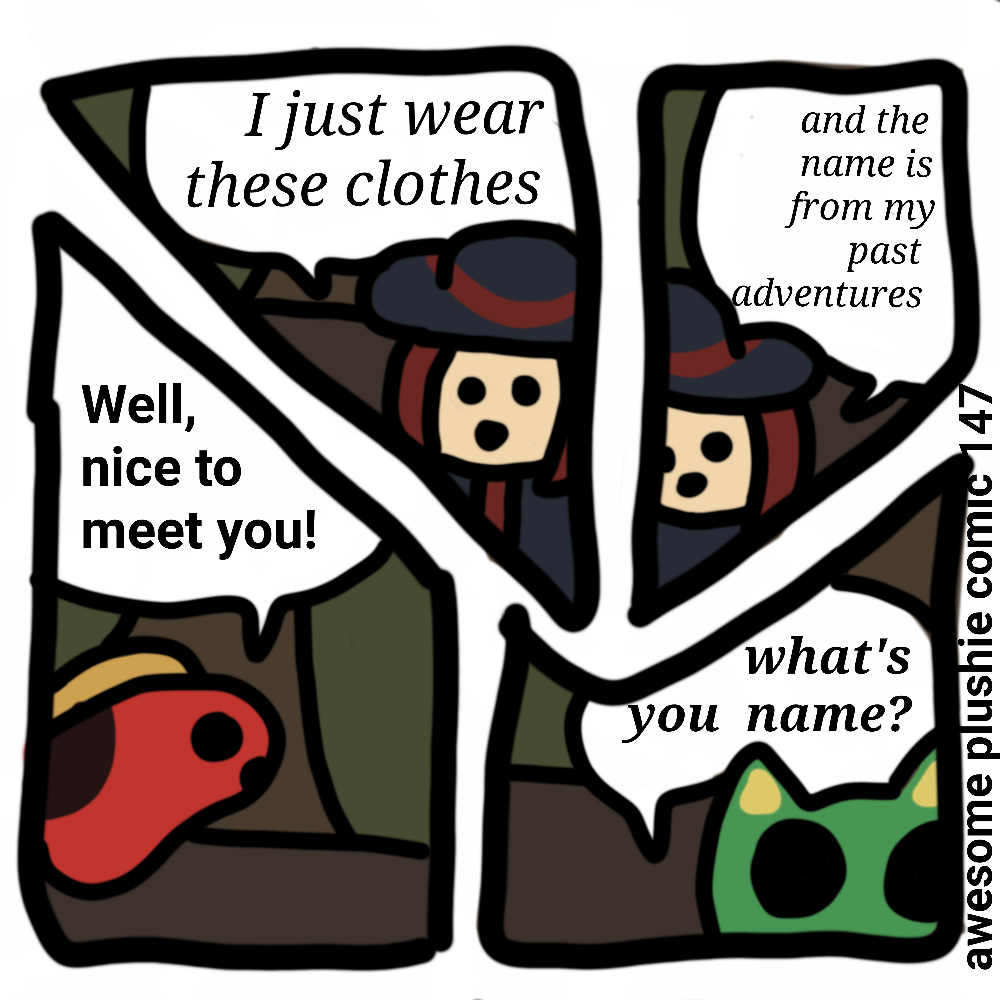 I just wear
these clothes
and the
name is
from my
past
adventures
Well,
nice to
meet you!
what's
you name?
awesome plushie comic 147